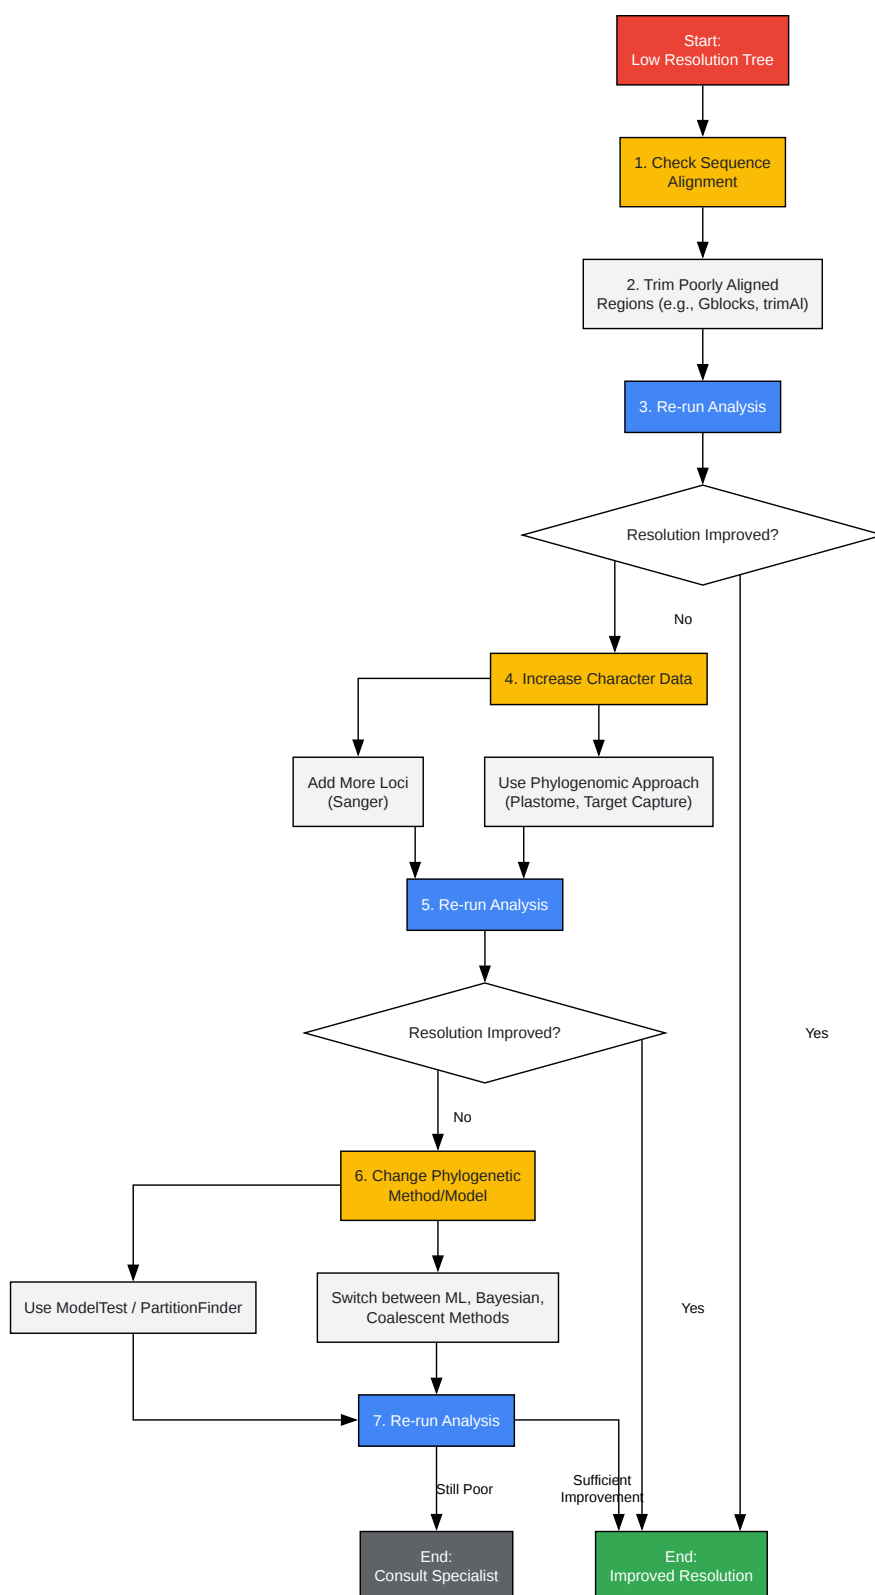 Start:
Low Resolution Tree
1. Check Sequence
Alignment
2. Trim Poorly Aligned
Regions (e.g., Gblocks, trimAl)
3. Re-run Analysis
Resolution Improved?
No
4. Increase Character Data
Add More Loci
(Sanger)
Use Phylogenomic Approach
(Plastome, Target Capture)
5. Re-run Analysis
Resolution Improved?
Yes
No
6. Change Phylogenetic
Method/Model
Use ModelTest / PartitionFinder
Switch between ML, Bayesian,
Coalescent Methods
Yes
7. Re-run Analysis
Still Poor
Sufficient
Improvement
End:
Consult Specialist
End:
Improved Resolution